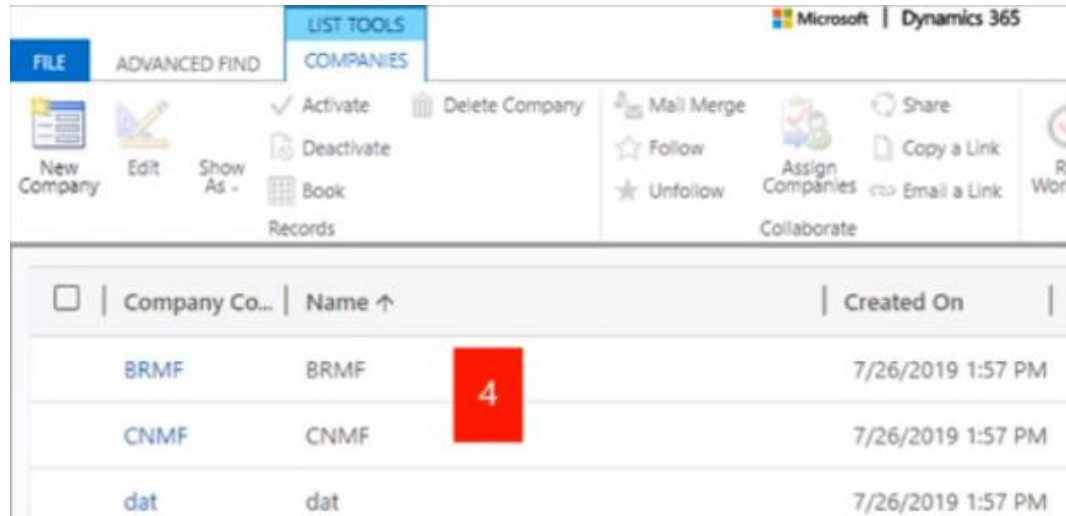 LIST TOOLS
Microsoft | Dynamics 365
FILE
ADVANCED FIND
COMPANIES
New Company
Edit
Show As
Activate
Deactivate
Book
Delete Company
Records
Mail Merge
Follow
Unfollow
Assign Companies
Share
Copy a Link
Email a Link
Collaborate
Company Co... | Name ↑ | Created On
BRMF BRMF 7/26/2019 1:57 PM
4
CNMF CNMF 7/26/2019 1:57 PM
dat dat 7/26/2019 1:57 PM